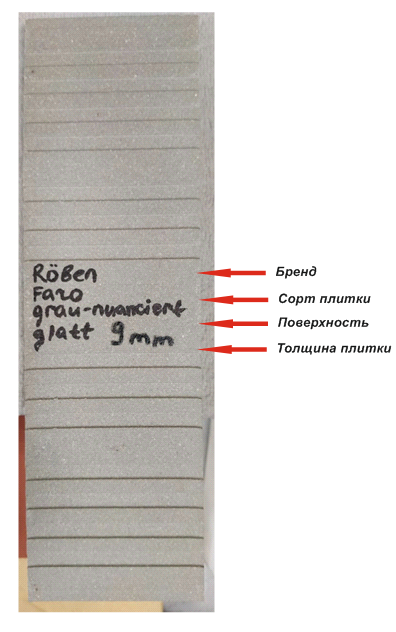 Röben
Faro
grau-nuanciert
glatt 9mm
Бренд
Сорт плитки
Поверхность
Толщина плитки